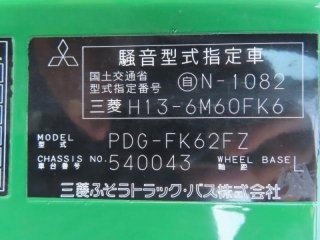 騒音型式指定車
国土交通省
型式指定番号 自N-1082
三菱 H13-6M60FK6
MODEL
型式 PDG-FK62FZ
CHASSIS NO.
車台番号 540043 WHEEL BASE
軸距 L
三菱ふそうトラック・バス株式会社